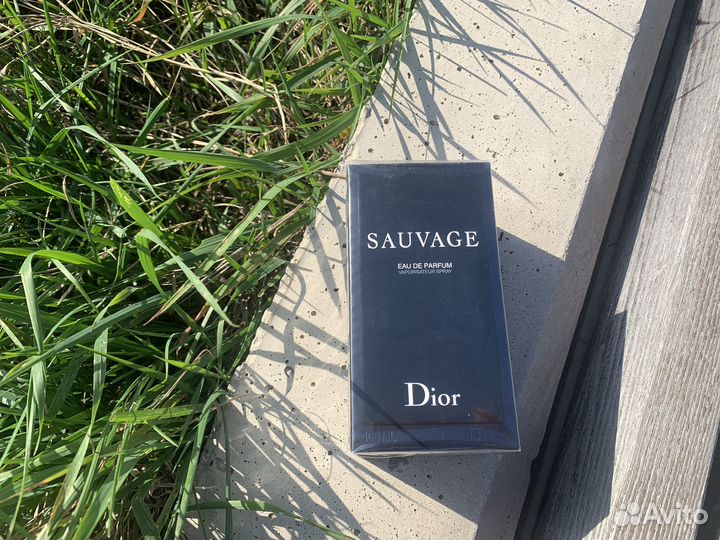 SAUVAGE
EAU DE PARFUM
VAPORISATEUR SPRAY
Dior
Avito